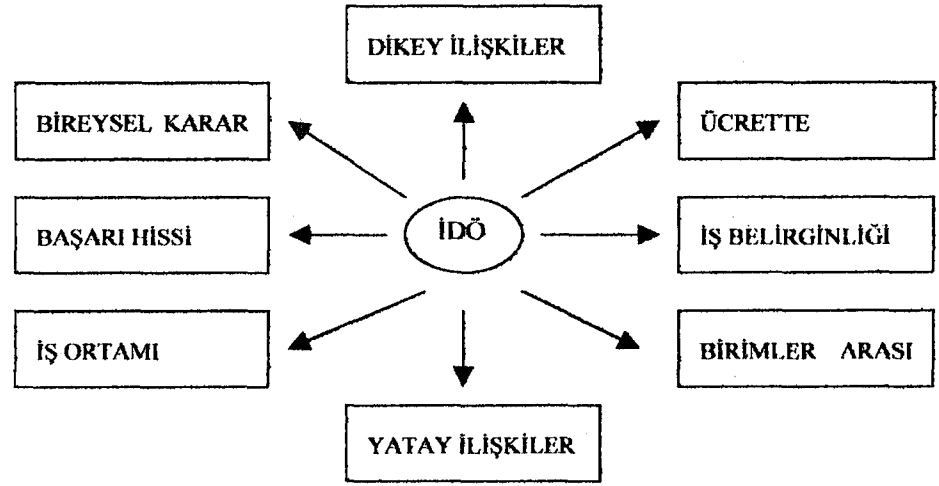 DİKEY İLİŞKİLER
BİREYSEL KARAR
ÜCRETTE
BAŞARI HİSSİ
İDÖ
İŞ BELİRGİNLİĞİ
İŞ ORTAMI
BİRİMLER ARASI
YATAY İLİŞKİLER